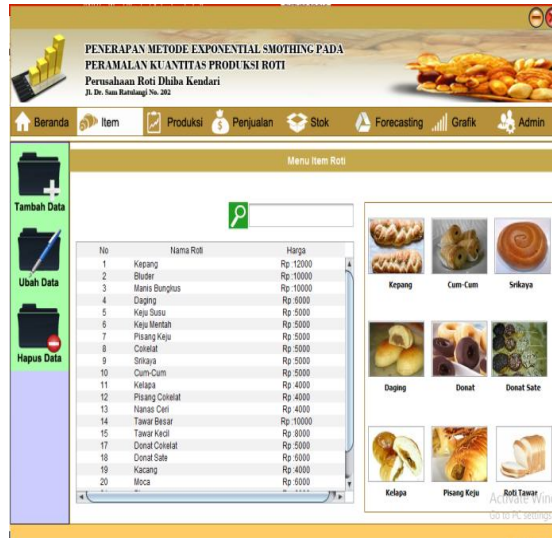 PENERAPAN METODE EXPONENTIAL SMOTHING PADA
PERAMALAN KUANTITAS PRODUKSI ROTI
Perusahaan Roti Dhiba Kendari
Jl. Dr. Sam Ratulangi No. 202
Beranda Item Produksi Penjualan Stok Forecasting Grafik Admin
Menu Item Roti
Tambah Data
Ubah Data
Hapus Data
No Nama Roti Harga
1 Kepang Rp :12000
2 Bluder Rp :10000
3 Manis Bungkus Rp :10000
4 Daging Rp :6000
5 Keju Susu Rp :5000
6 Keju Mentah Rp :5000
7 Pisang Keju Rp :5000
8 Cokelat Rp :5000
9 Srikaya Rp :5000
10 Cum-Cum Rp :5000
11 Kelapa Rp :4000
12 Pisang Cokelat Rp :4000
13 Nanas Ceri Rp :4000
14 Tawar Besar Rp :10000
15 Tawar Kecil Rp :8000
17 Donat Cokelat Rp :5000
18 Donat Sate Rp :6000
19 Kacang Rp :4000
20 Moca Rp :6000
Kepang Cum-Cum Srikaya
Daging Donat Donat Sate
Kelapa Pisang Keju Roti Tawar
Activate Win
Go to PC settings